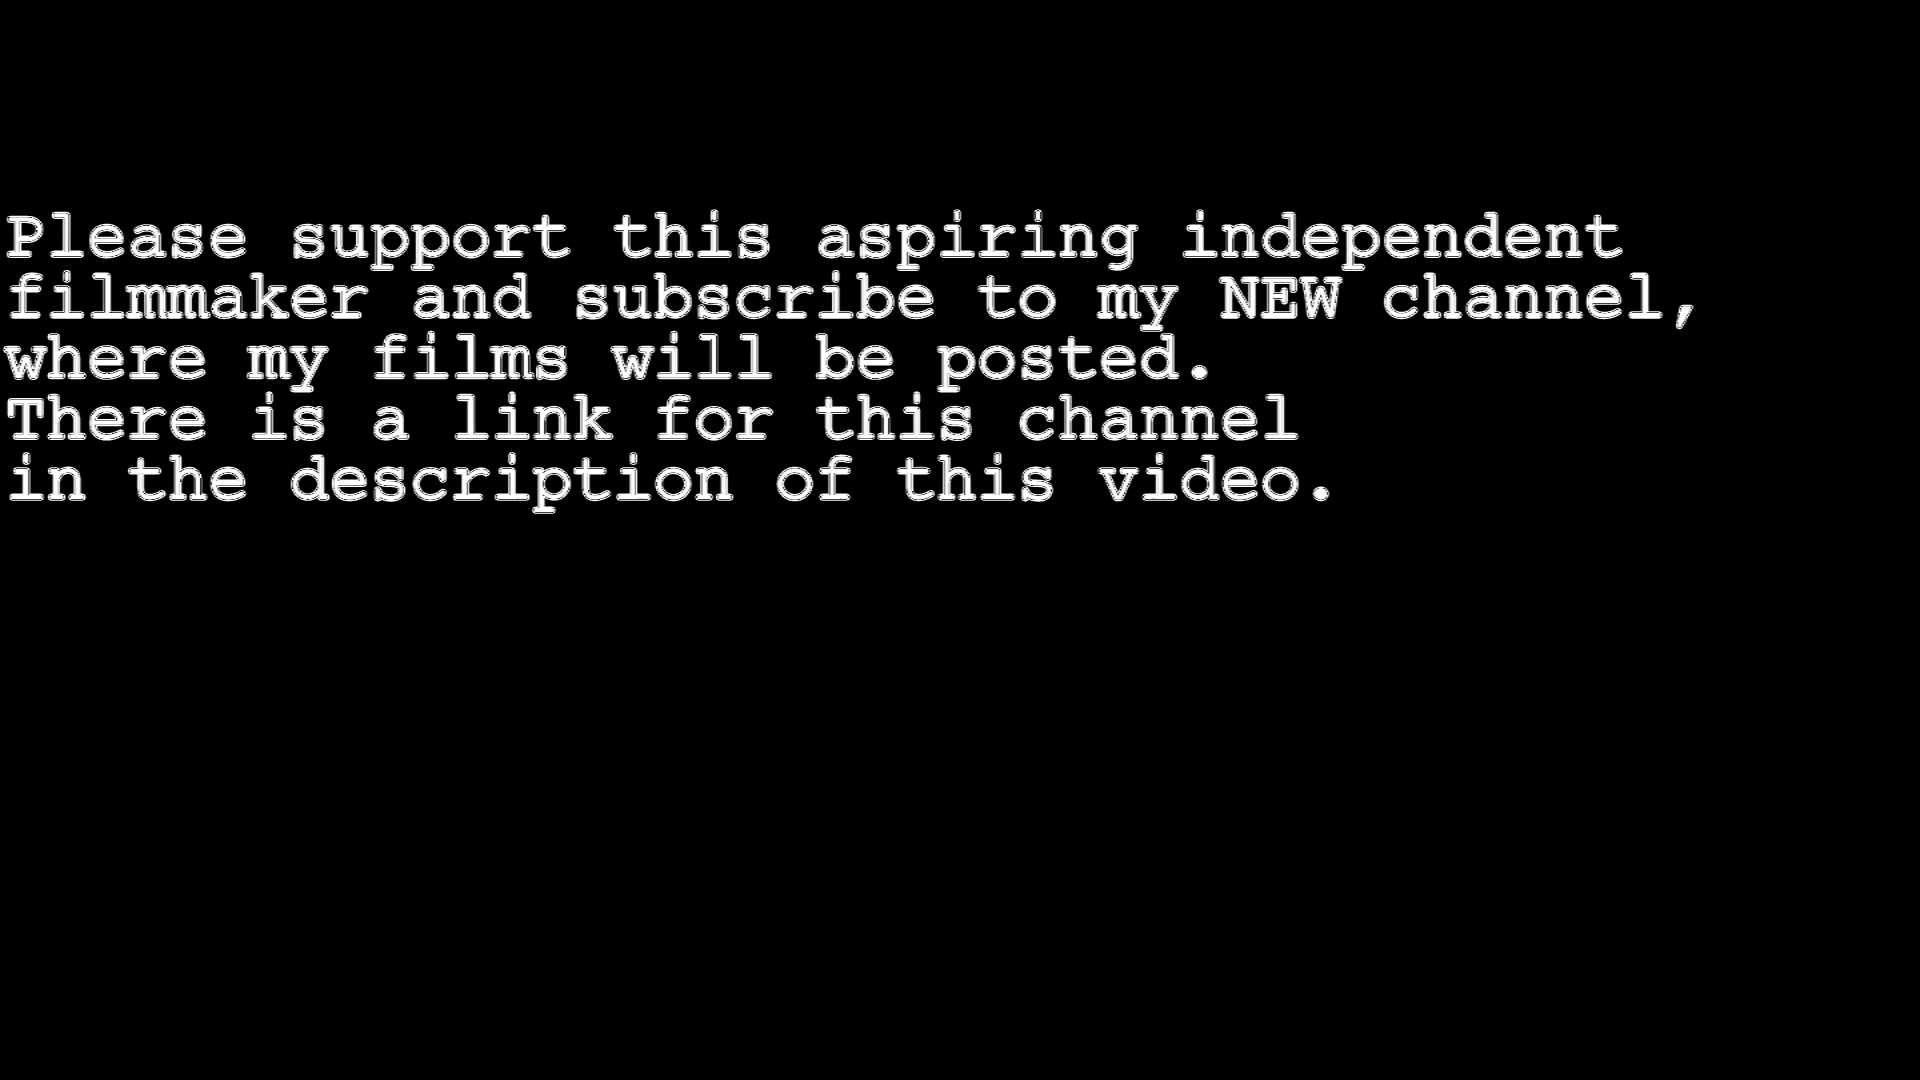 Please support this aspiring independent
filmmaker and subscribe to my NEW channel,
where my films will be posted.
There is a link for this channel
in the description of this video.